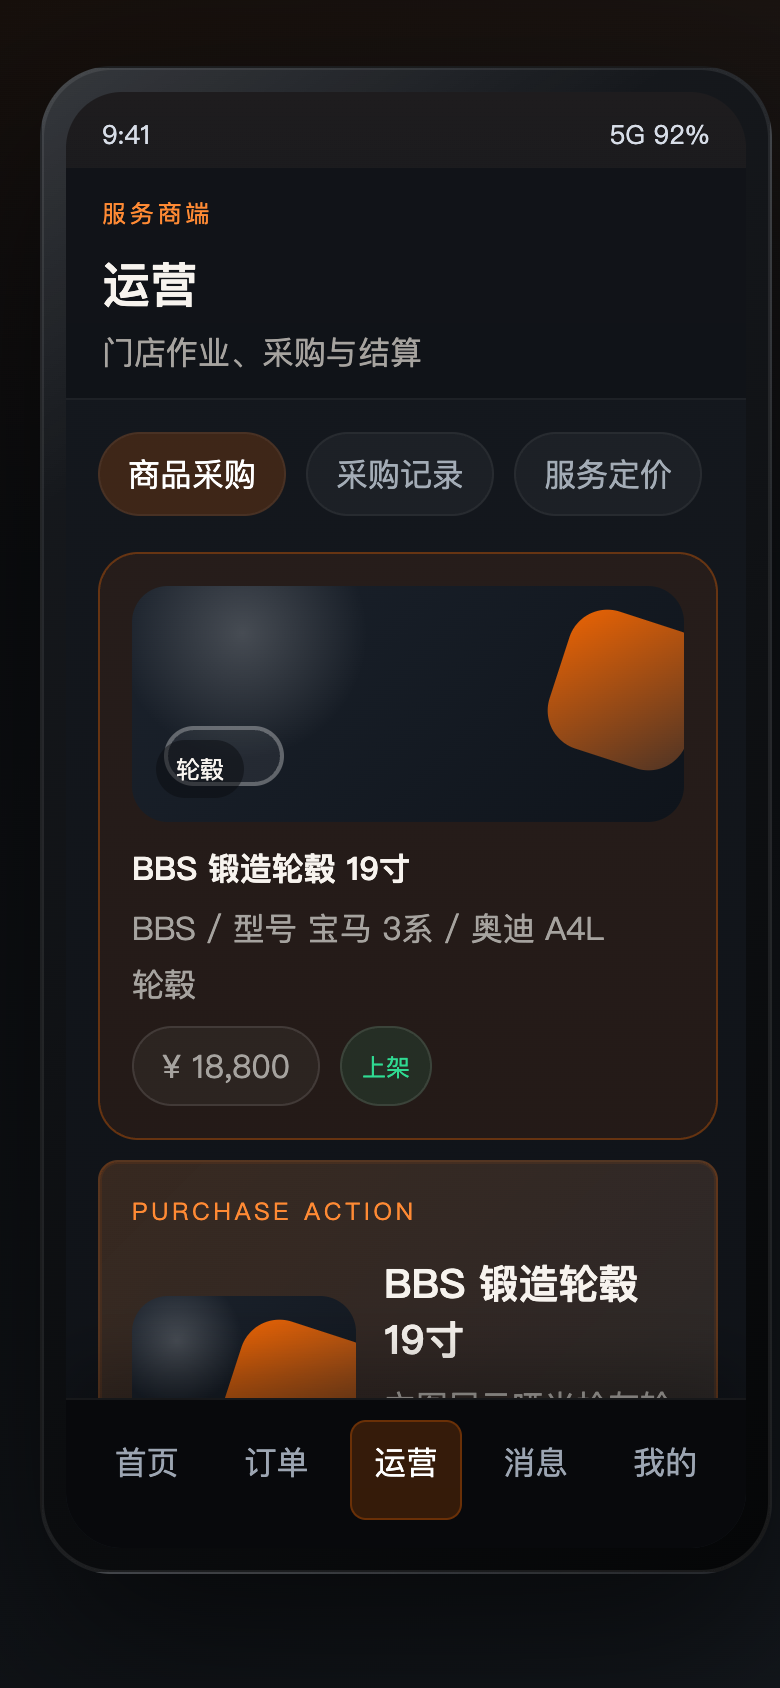 9:41
5G 92%
服务商端
运营
门店作业、采购与结算
商品采购
采购记录
服务定价
轮毂
BBS 锻造轮毂 19寸
BBS / 型号 宝马 3系 / 奥迪 A4L
轮毂
¥ 18,800
上架
PURCHASE ACTION
BBS 锻造轮毂
19寸
首页
订单
运营
消息
我的